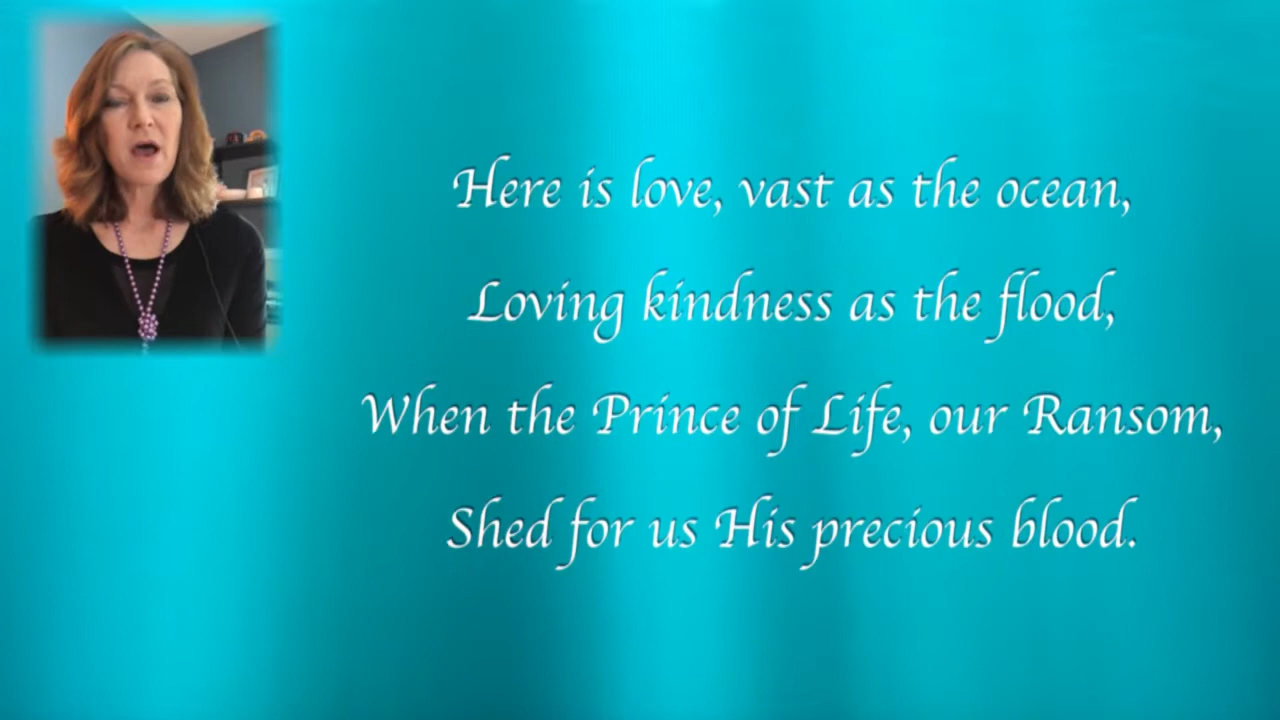 Here is love, vast as the ocean,
Loving kindness as the flood,
When the Prince of Life, our Ransom,
Shed for us His precious blood.